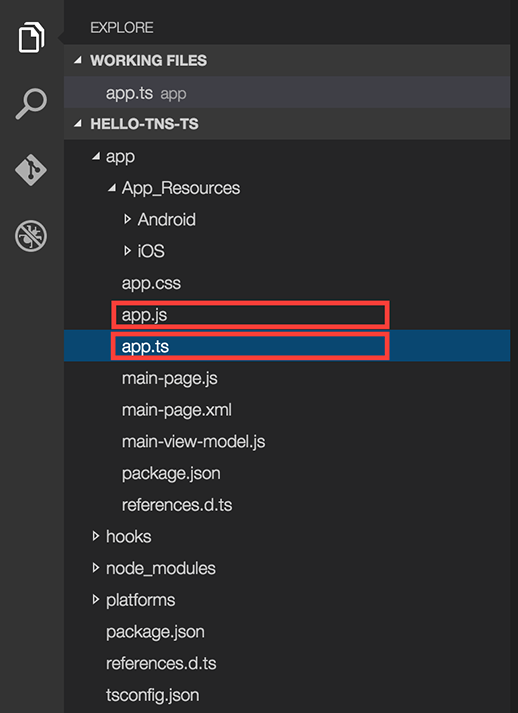 EXPLORE
WORKING FILES
app.ts app
HELLO-TNS-TS
app
App_Resources
Android
iOS
app.css
app.js
app.ts
main-page.js
main-page.xml
main-view-model.js
package.json
references.d.ts
hooks
node_modules
platforms
package.json
references.d.ts
tsconfig.json